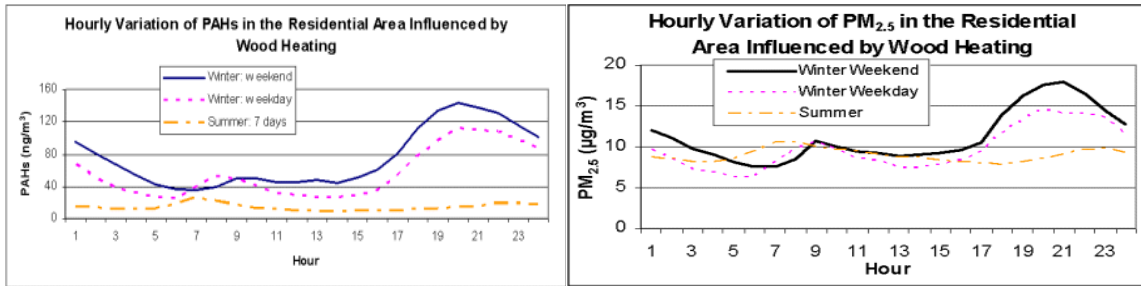 Hourly Variation of PAHs in the Residential Area Influenced by
Wood Heating
Winter: weekend
Winter: weekday
Summer: 7 days
PAHs (ng/m³)
160
120
80
40
0
1 3 5 7 9 11 13 15 17 19 21 23
Hour
Hourly Variation of PM2.5 in the Residential
Area Influenced by Wood Heating
Winter Weekend
Winter Weekday
Summer
PM2.5 (µg/m³)
20
15
10
5
0
1 3 5 7 9 11 13 15 17 19 21 23
Hour